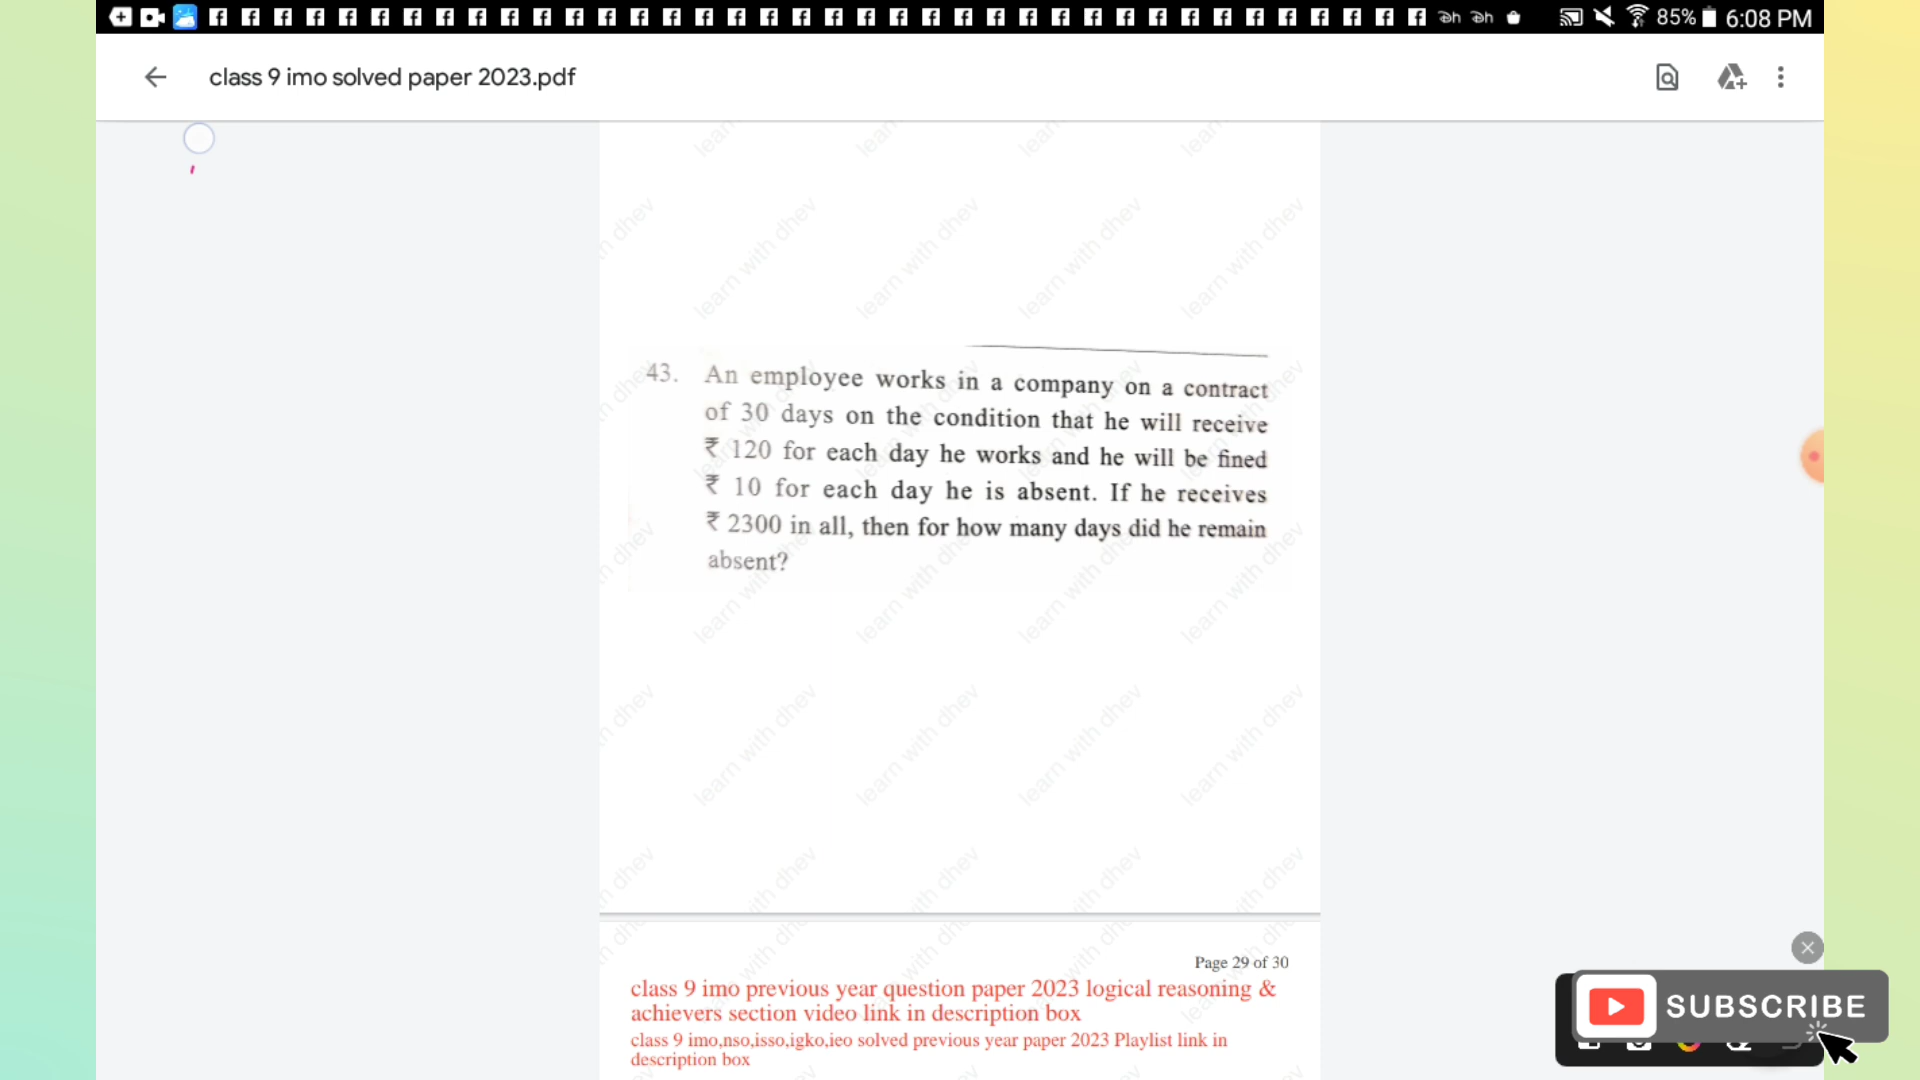 85% 6:08 PM
class 9 imo solved paper 2023.pdf
43. An employee works in a company on a contract
of 30 days on the condition that he will receive
₹ 120 for each day he works and he will be fined
₹ 10 for each day he is absent. If he receives
₹ 2300 in all, then for how many days did he remain
absent?
learn with dhev
Page 29 of 30
class 9 imo previous year question paper 2023 logical reasoning &
achievers section video link in description box
class 9 imo,nso,isso,igko,ieo solved previous year paper 2023 Playlist link in
description box
SUBSCRIBE